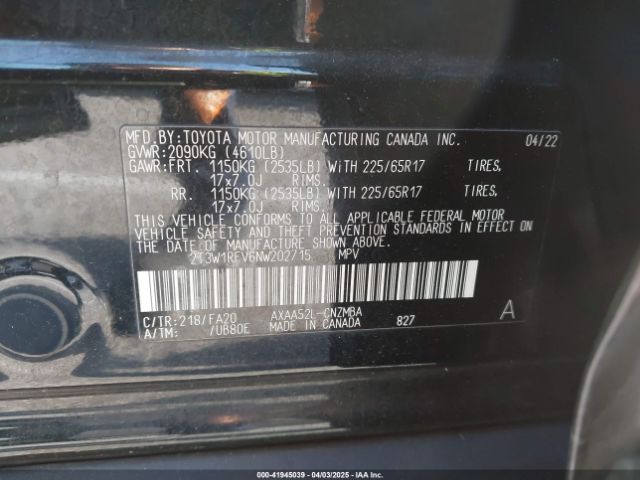 MFD.BY:TOYOTA MOTOR MANUFACTURING CANADA INC. 04/22
GVWR:2090KG (4610LB)
GAWR:FRT. 1150KG (2535LB) WITH 225/65R17 TIRES,
17x7.0J RIMS.
RR. 1150KG (2535LB) WITH 225/65R17 TIRES,
17x7.0J RIMS.
THIS VEHICLE CONFORMS TO ALL APPLICABLE FEDERAL MOTOR
VEHICLE SAFETY AND THEFT PREVENTION STANDARDS IN EFFECT
ON THE DATE OF MANUFACTURE SHOWN ABOVE.
2T3W1RFV6NW202715 MPV
C/TR:218/FA20 AXAA52L-CNZMBA
A/TM: /UB80E MADE IN CANADA 827 A
000-41945039 - 04/03/2025 - IAAI.COM